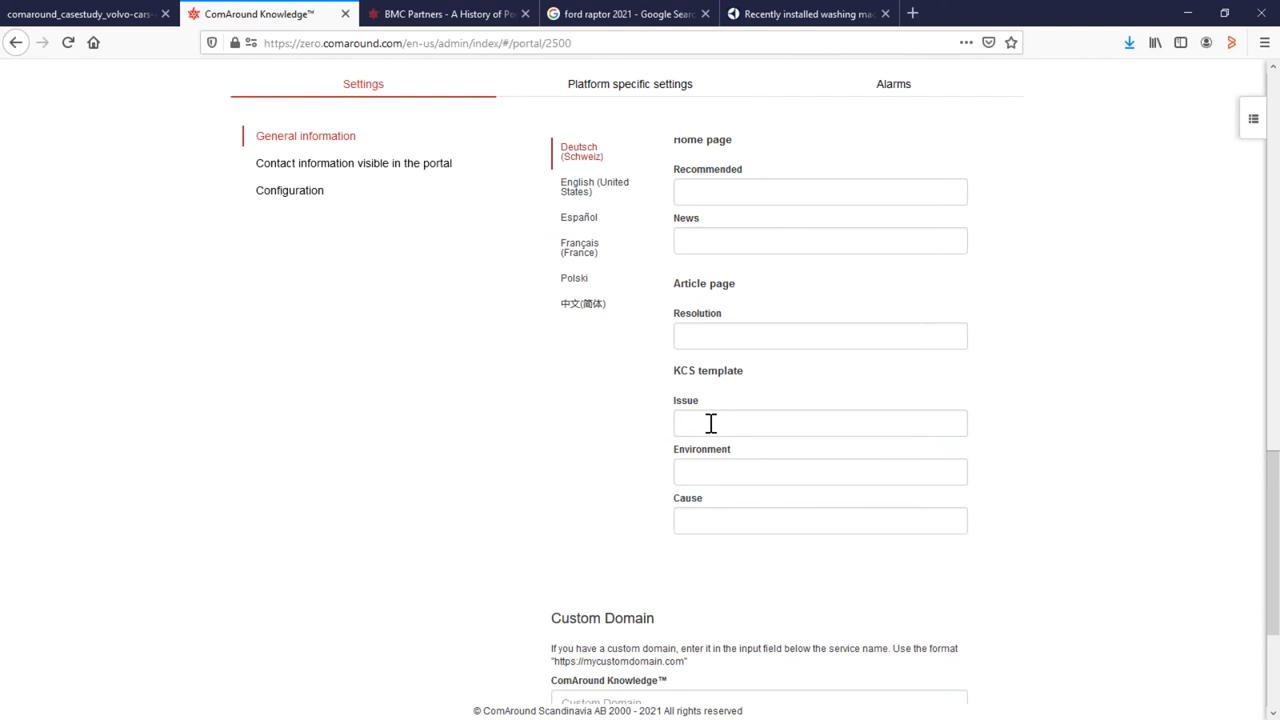 comaround_casestudy_volvo-cars-
ComAround Knowledge™
BMC Partners - A History of Po
ford raptor 2021 - Google Sear
Recently installed washing mac
https://zero.comaround.com/en-us/admin/index/#/portal/2500
Settings
Platform specific settings
Alarms
General information
Contact information visible in the portal
Configuration
Deutsch
(Schweiz)
English (United
States)
Español
Français
(France)
Polski
中文(简体)
Home page
Recommended
News
Article page
Resolution
KCS template
Issue
Environment
Cause
Custom Domain
If you have a custom domain, enter it in the input field below the service name. Use the format
"https://mycustomdomain.com"
ComAround Knowledge™
Custom Domain
© ComAround Scandinavia AB 2000 - 2021 All rights reserved